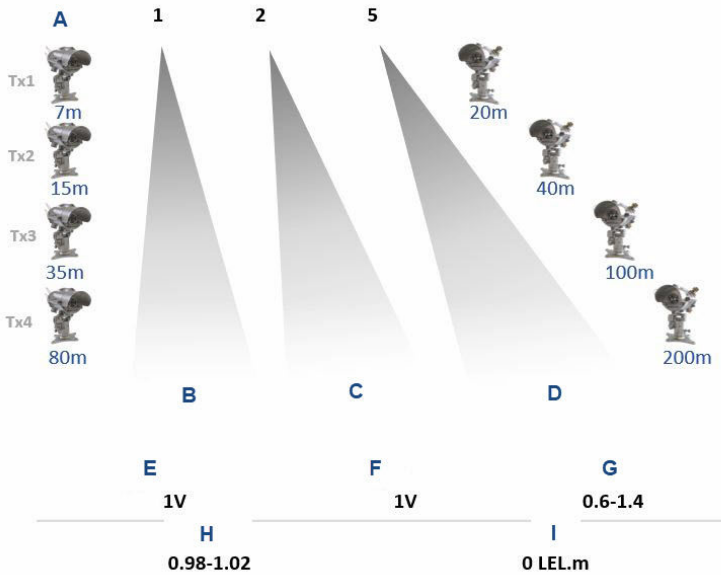 A 1 2 5
Tx1
7m 20m
Tx2
15m 40m
Tx3
35m 100m
Tx4
80m 200m
B C D
E F G
1V 1V 0.6-1.4
H I
0.98-1.02 0 LEL.m